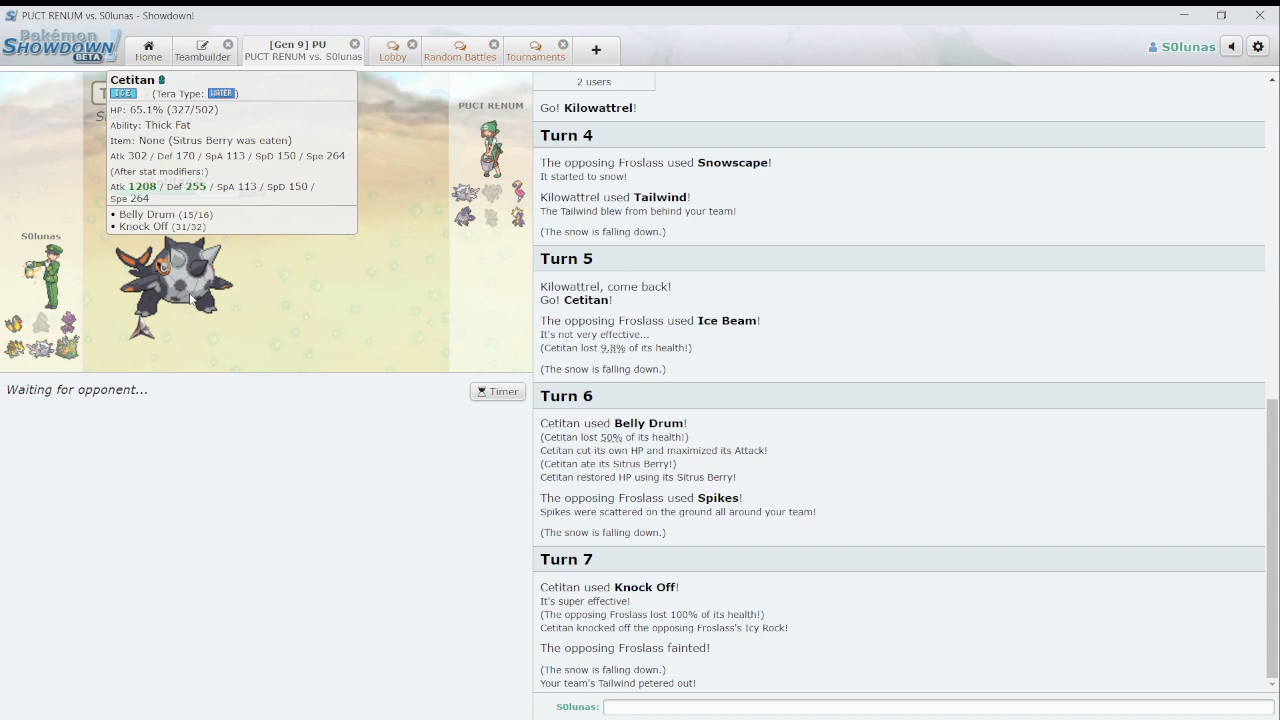 PUCT RENUM vs. S0lunas - Showdown!
Pokémon
SHOWDOWN!
BETA
Home
Teambuilder
[Gen 9] PU
PUCT RENUM vs. S0lunas
Lobby
Random Battles
Tournaments
+
S0lunas
Cetitan
ICE (Tera Type: WATER)
HP: 65.1% (327/502)
Ability: Thick Fat
Item: None (Sitrus Berry was eaten)
Atk 302 / Def 170 / SpA 113 / SpD 150 / Spe 264
(After stat modifiers:)
Atk 1208 / Def 255 / SpA 113 / SpD 150 /
Spe 264
• Belly Drum (15/16)
• Knock Off (31/32)
PUCT RENUM
S0lunas
Waiting for opponent...
Timer
2 users
Go! Kilowattrel!
Turn 4
The opposing Froslass used Snowscape!
It started to snow!
Kilowattrel used Tailwind!
The Tailwind blew from behind your team!
(The snow is falling down.)
Turn 5
Kilowattrel, come back!
Go! Cetitan!
The opposing Froslass used Ice Beam!
It's not very effective...
(Cetitan lost 9.8% of its health!)
(The snow is falling down.)
Turn 6
Cetitan used Belly Drum!
(Cetitan lost 50% of its health!)
Cetitan cut its own HP and maximized its Attack!
(Cetitan ate its Sitrus Berry!)
Cetitan restored HP using its Sitrus Berry!
The opposing Froslass used Spikes!
Spikes were scattered on the ground all around your team!
(The snow is falling down.)
Turn 7
Cetitan used Knock Off!
It's super effective!
(The opposing Froslass lost 100% of its health!)
Cetitan knocked off the opposing Froslass's Icy Rock!
The opposing Froslass fainted!
(The snow is falling down.)
Your team's Tailwind petered out!
S0lunas: